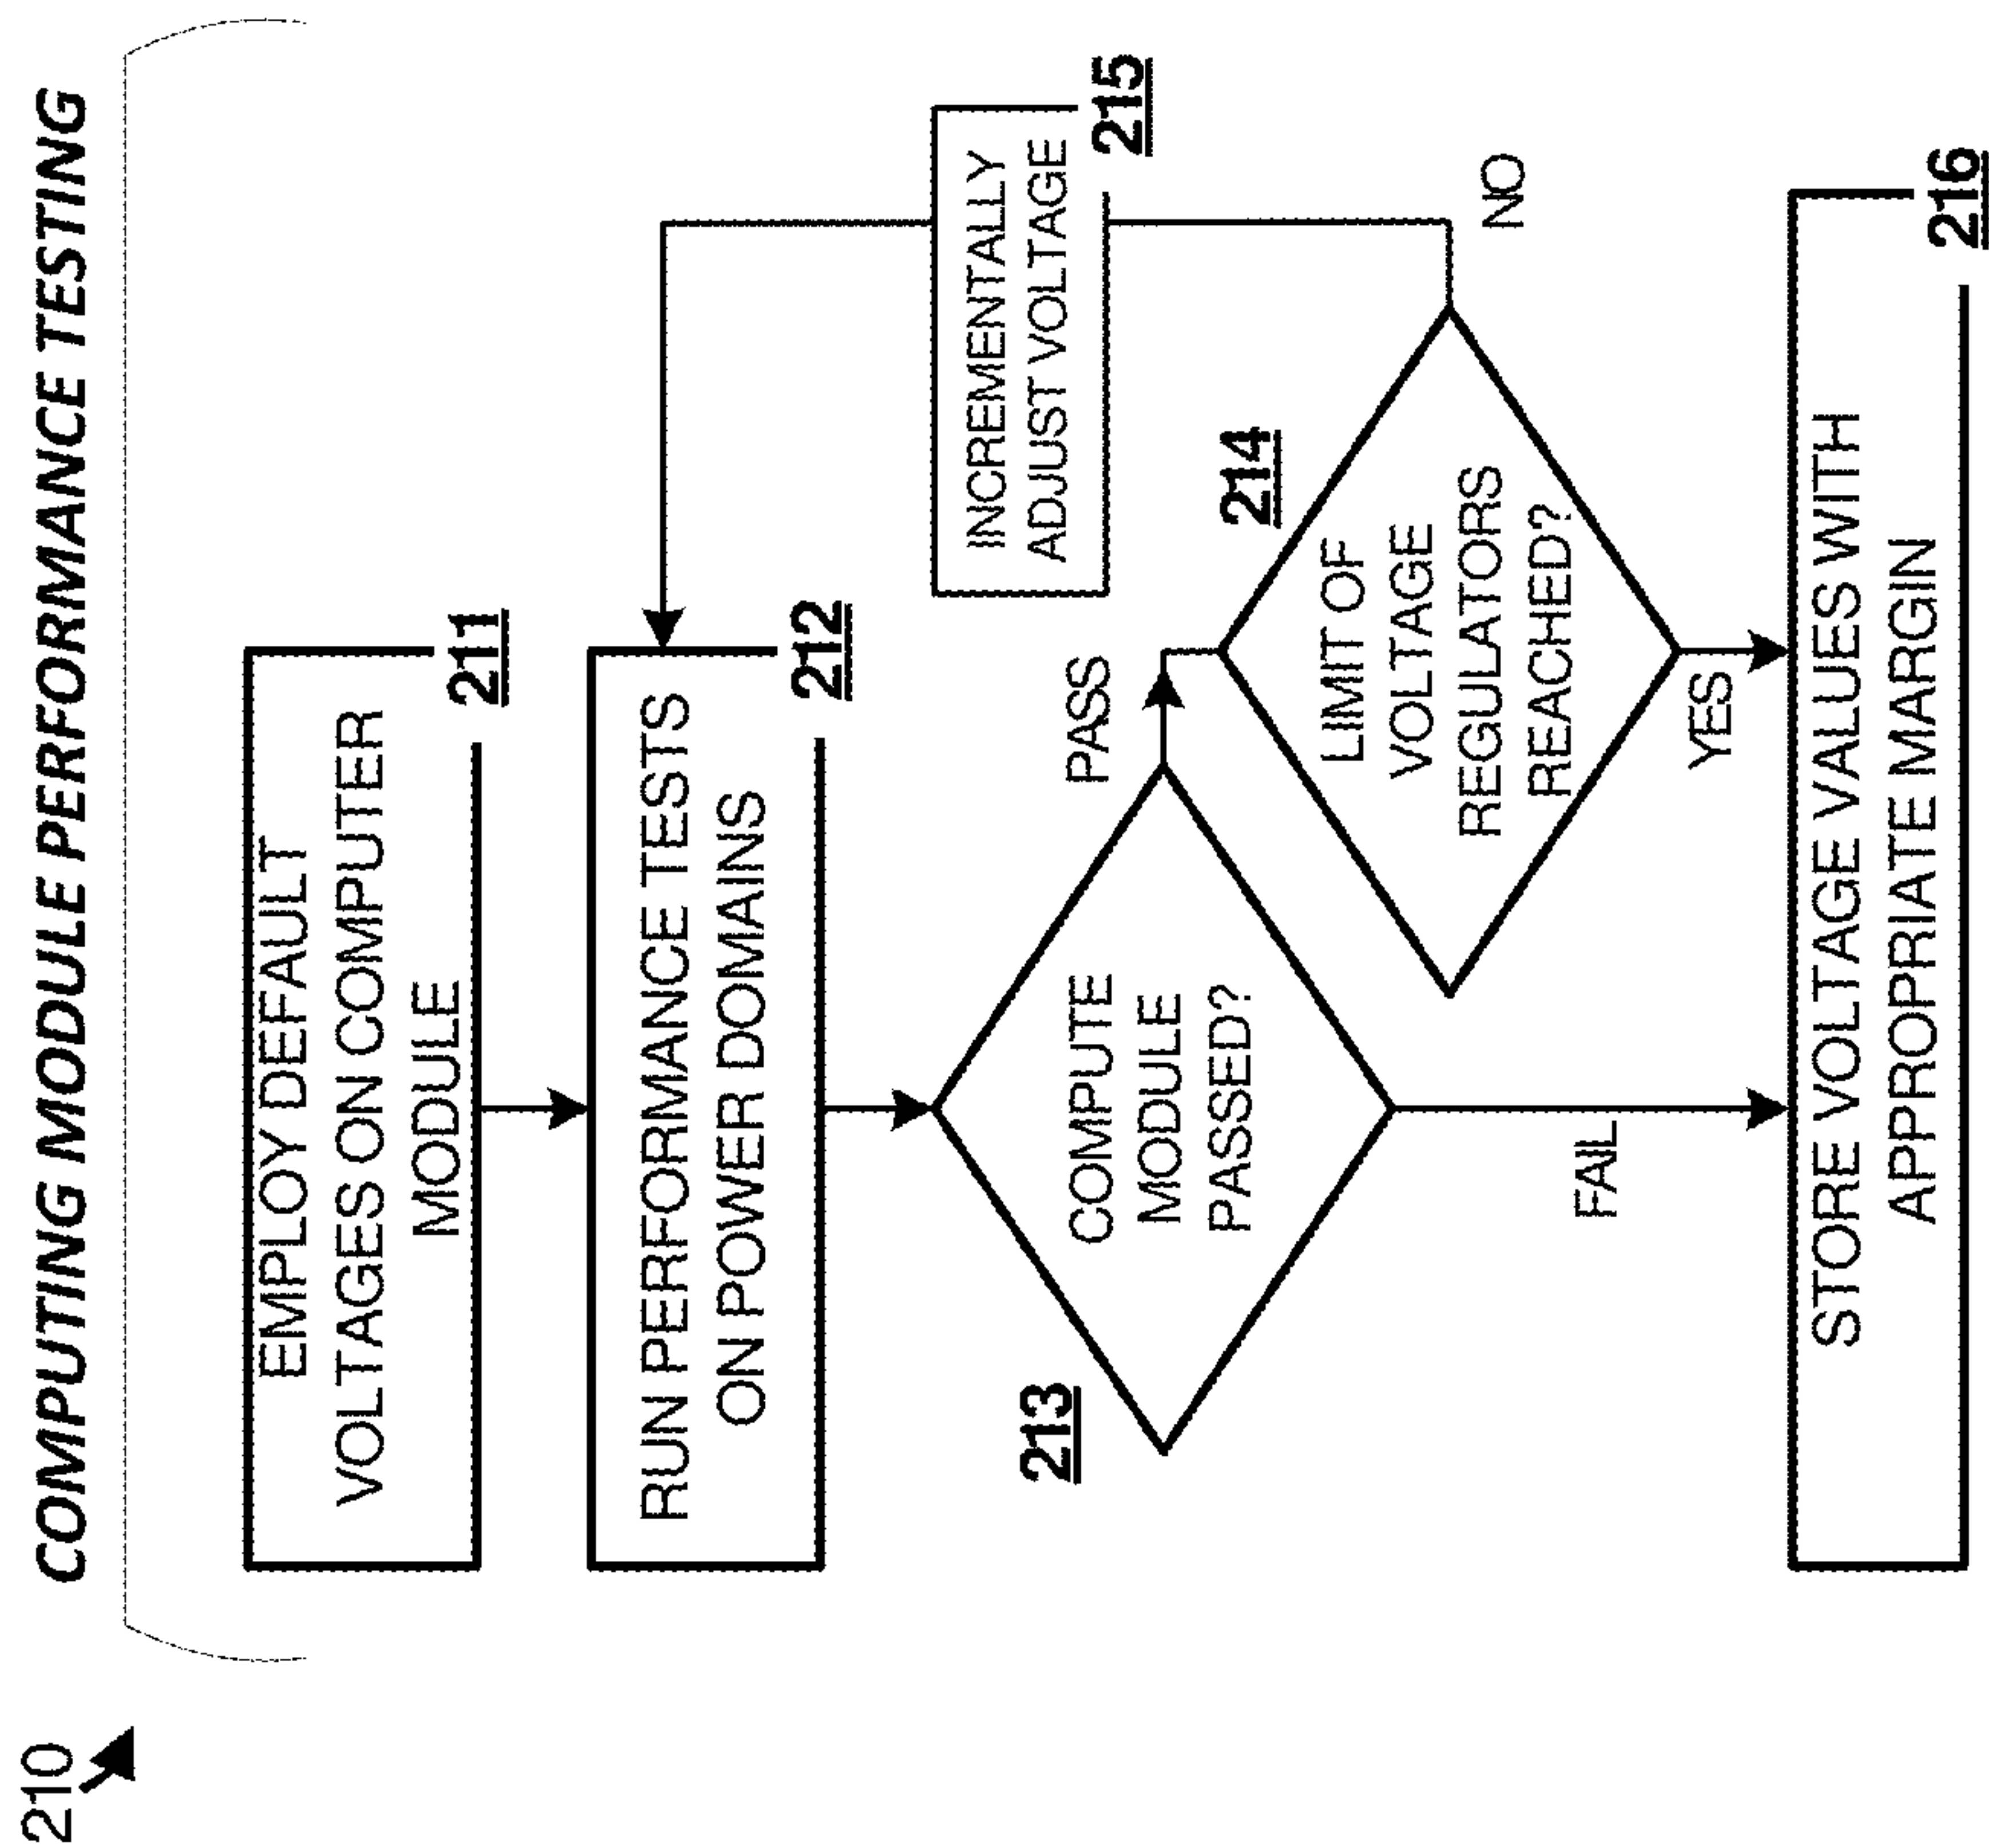 210
COMPUTING MODULE PERFORMANCE TESTING
EMPLOY DEFAULT
VOLTAGES ON COMPUTER
MODULE
211
RUN PERFORMANCE TESTS
ON POWER DOMAINS
212
213
COMPUTE
MODULE
PASSED?
PASS
FAIL
214
LIMIT OF
VOLTAGE
REGULATORS
REACHED?
NO
YES
INCREMENTALLY
ADJUST VOLTAGE
215
STORE VOLTAGE VALUES WITH
APPROPRIATE MARGIN
216